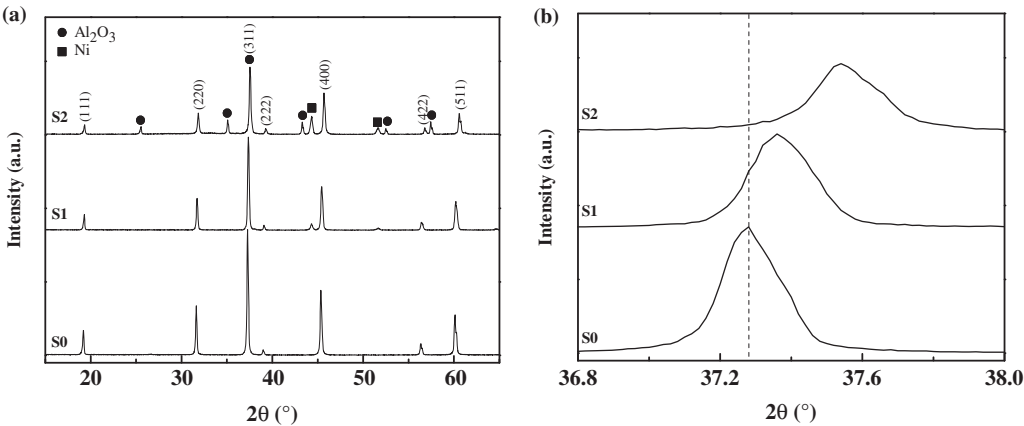 (a)
Al2O3
Ni
(111)
(220)
(311)
(222)
(400)
(422)
(511)
S2
S1
S0
Intensity (a.u.)
20 30 40 50 60
2θ (°)
(b)
S2
S1
S0
Intensity (a.u.)
36.8 37.2 37.6 38.0
2θ (°)